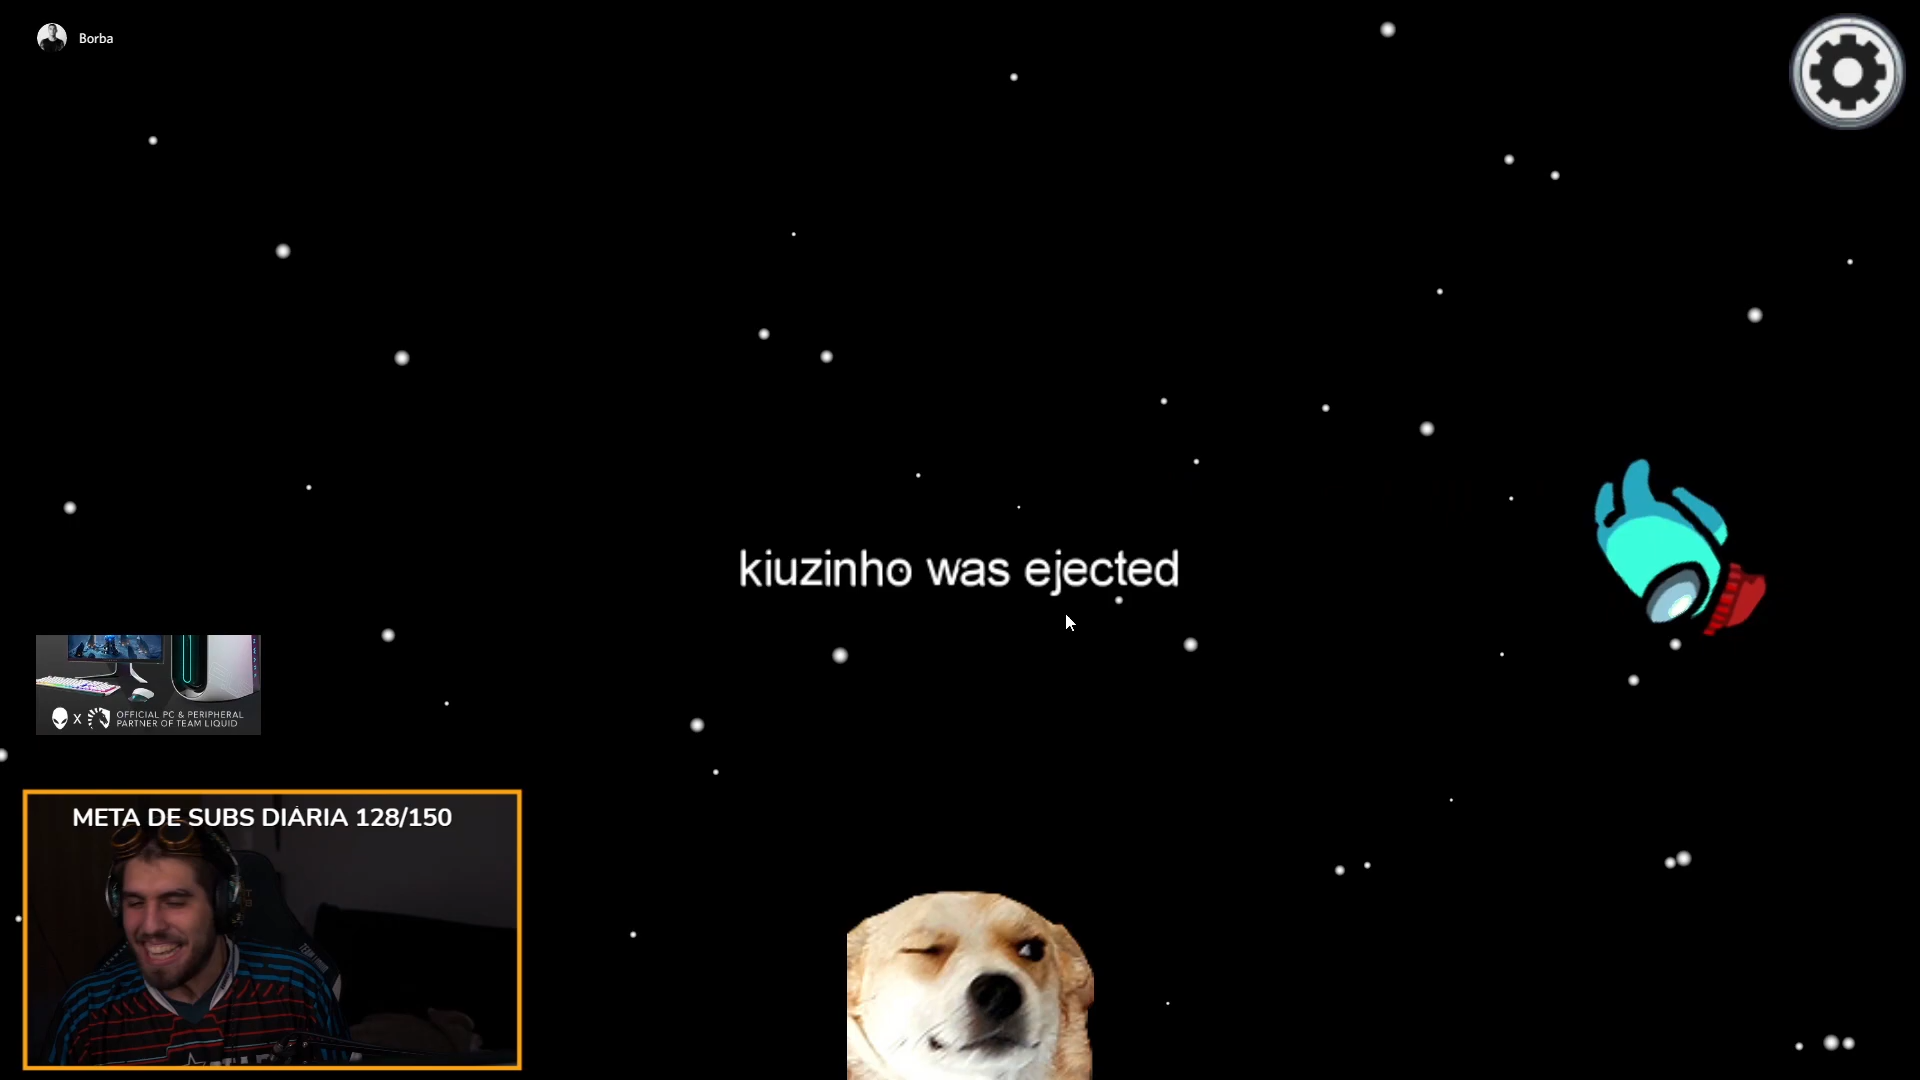 Borba
kiuzinho was ejected
X OFFICIAL PC & PERIPHERAL
PARTNER OF TEAM LIQUID
META DE SUBS DIÁRIA 128/150